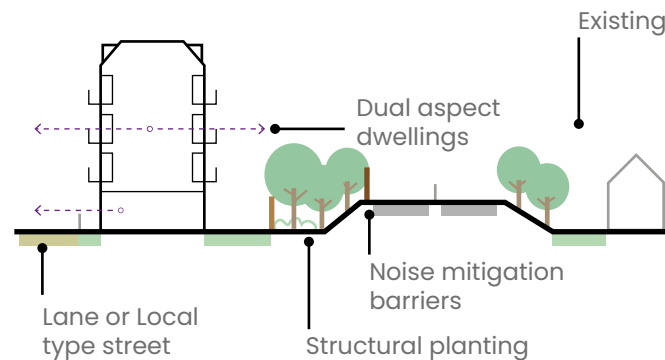 Existing
Dual aspect
dwellings
Noise mitigation
barriers
Lane or Local
type street
Structural planting